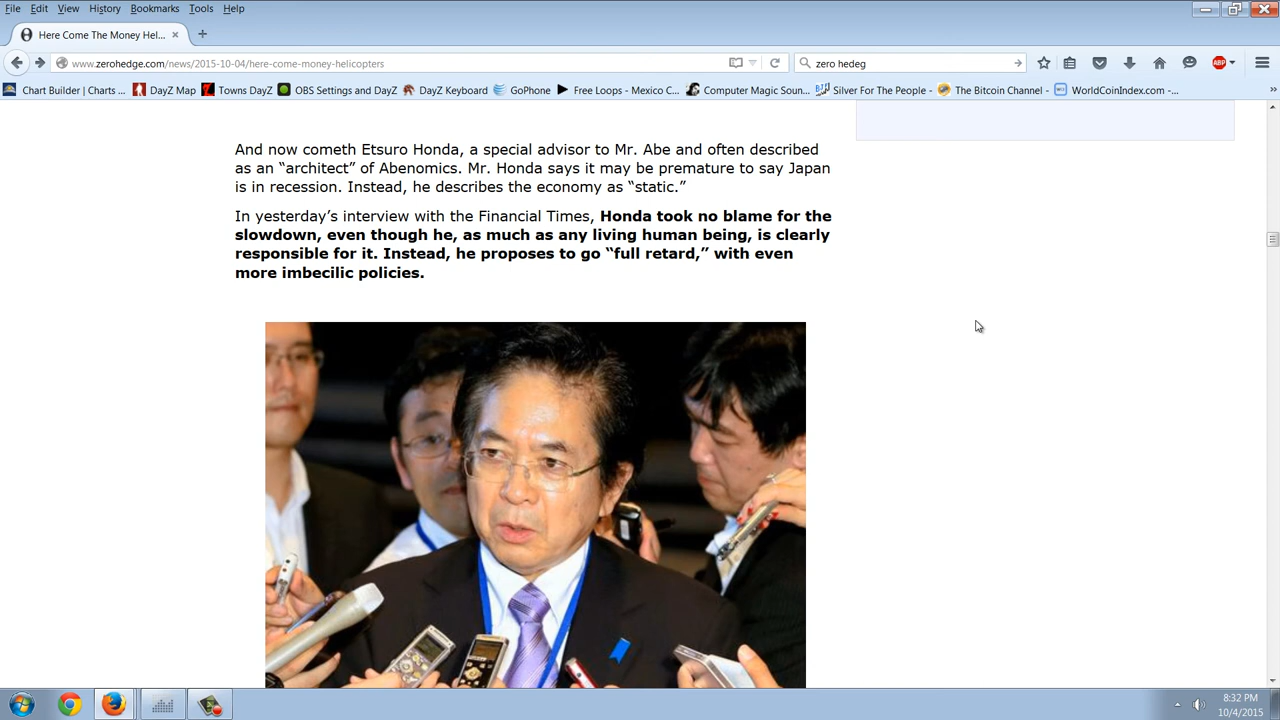 File Edit View History Bookmarks Tools Help
Here Come The Money Hel...
www.zerohedge.com/news/2015-10-04/here-come-money-helicopters
zero hedeg
ABP
Chart Builder | Charts ...
DayZ Map
Towns DayZ
OBS Settings and DayZ
DayZ Keyboard
GoPhone
Free Loops - Mexico C...
Computer Magic Soun...
Silver For The People - ...
The Bitcoin Channel - ...
WorldCoinIndex.com -...
And now cometh Etsuro Honda, a special advisor to Mr. Abe and often described
as an “architect” of Abenomics. Mr. Honda says it may be premature to say Japan
is in recession. Instead, he describes the economy as “static.”
In yesterday’s interview with the Financial Times, Honda took no blame for the
slowdown, even though he, as much as any living human being, is clearly
responsible for it. Instead, he proposes to go “full retard,” with even
more imbecilic policies.
8:32 PM
10/4/2015